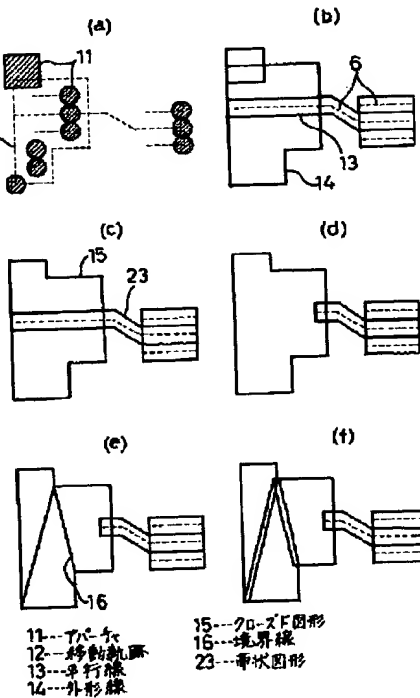 (a)
11
(b)
6
13
14
(c)
15
23
(d)
(e)
16
(f)
11---アパーチャ
12---移動軌跡
13---平行線
14---外形線
15---クローズド図形
16---境界線
23---帯状図形